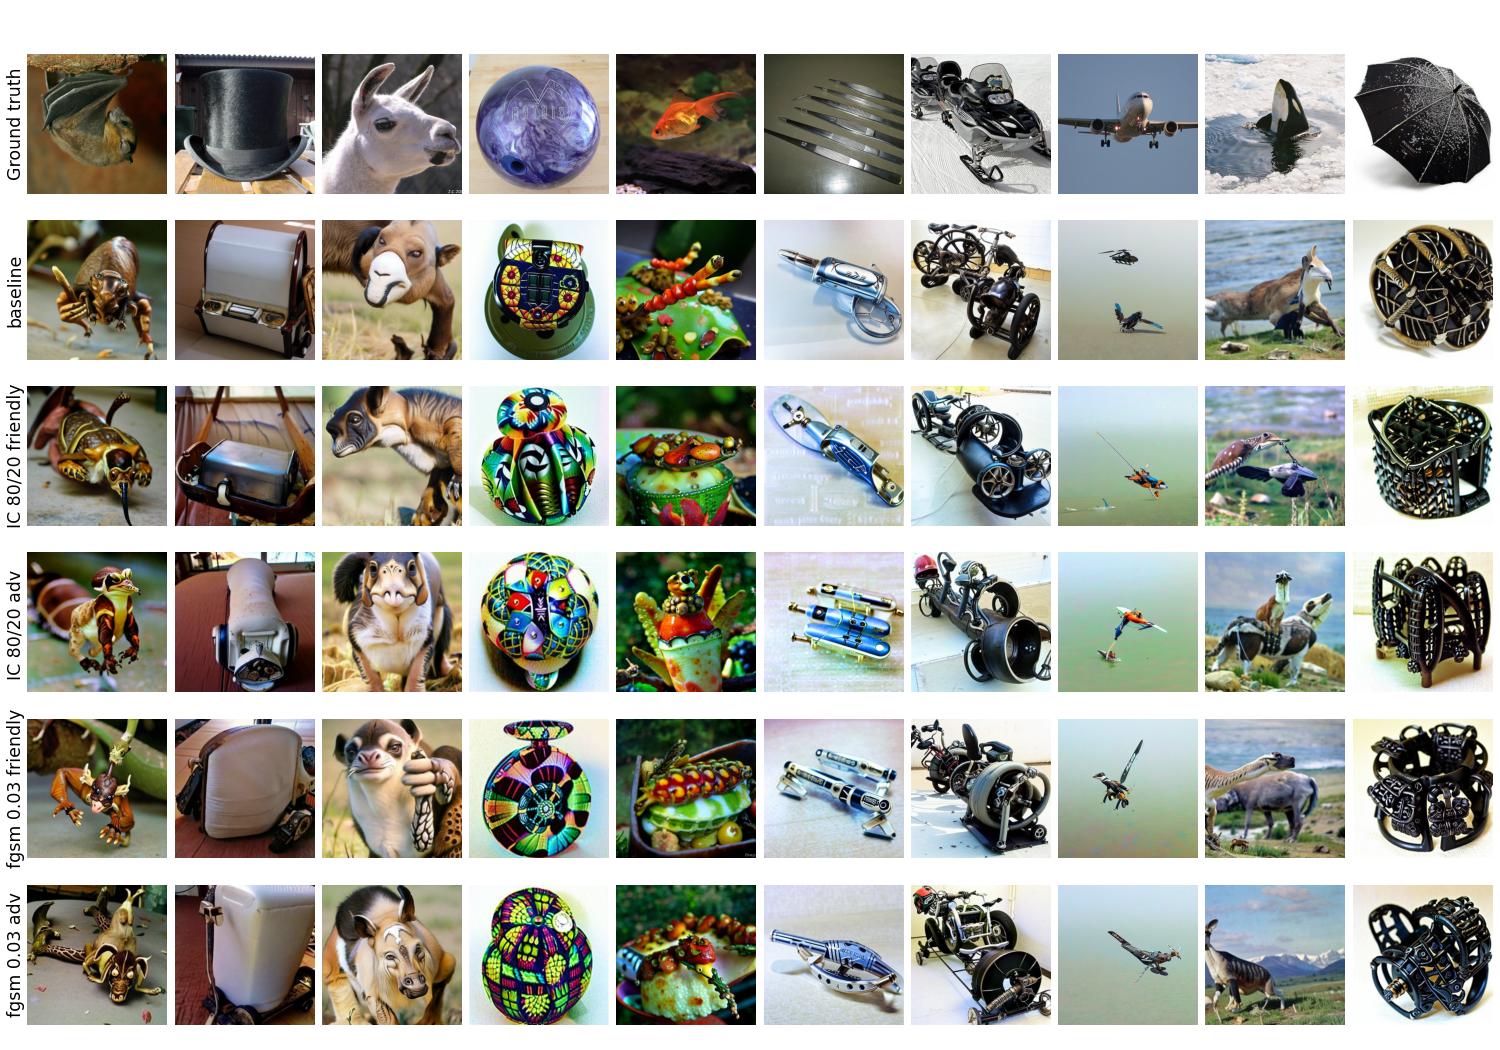 Ground truth
baseline
IC 80/20 friendly
IC 80/20 adv
fgsm 0.03 friendly
fgsm 0.03 adv